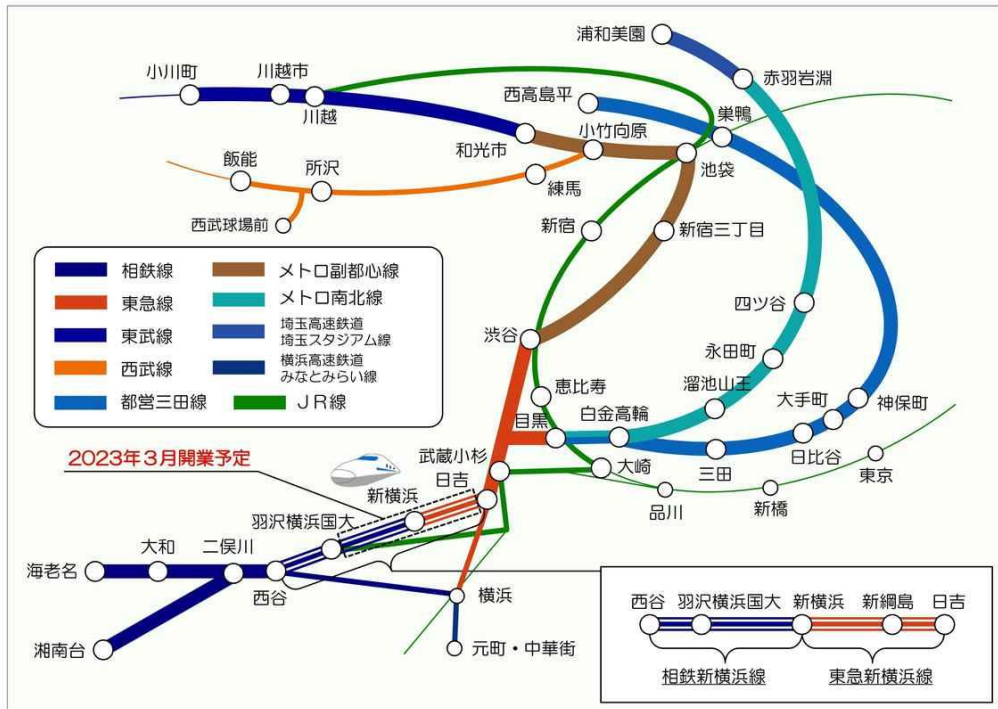 浦和美園
赤羽岩淵
小川町
川越市
川越
西高島平
巣鴨
和光市
小竹向原
池袋
飯能
所沢
練馬
西武球場前
新宿
新宿三丁目
相鉄線
メトロ副都心線
東急線
メトロ南北線
東武線
埼玉高速鉄道
埼玉スタジアム線
西武線
横浜高速鉄道
みなとみらい線
都営三田線
JR線
四ツ谷
渋谷
永田町
恵比寿
溜池山王
目黒
白金高輪
大手町
神保町
2023年3月開業予定
武蔵小杉
大崎
三田
日比谷
東京
日吉
新横浜
品川
新橋
羽沢横浜国大
大和
二俣川
海老名
西谷
横浜
湘南台
元町・中華街
西谷
羽沢横浜国大
新横浜
新綱島
日吉
相鉄新横浜線
東急新横浜線